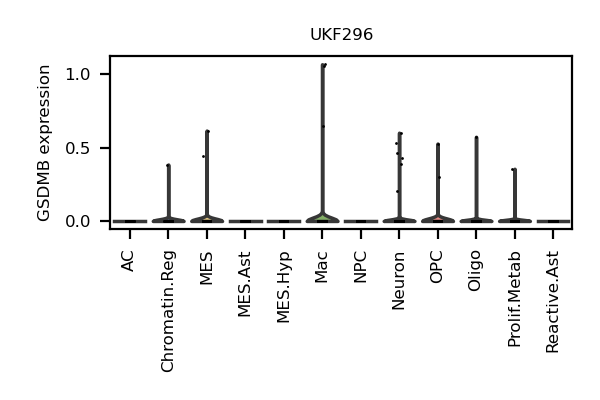 UKF296
GSDMB expression
1.0
0.5
0.0
AC
Chromatin.Reg
MES
MES.Ast
MES.Hyp
Mac
NPC
Neuron
OPC
Oligo
Prolif.Metab
Reactive.Ast